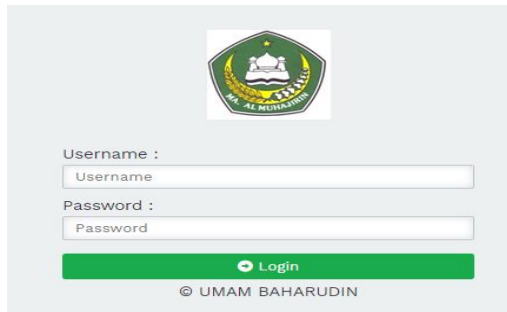 MA. AL MUHAJIRIN
Username :
Username
Password :
Password
Login
© UMAM BAHARUDIN